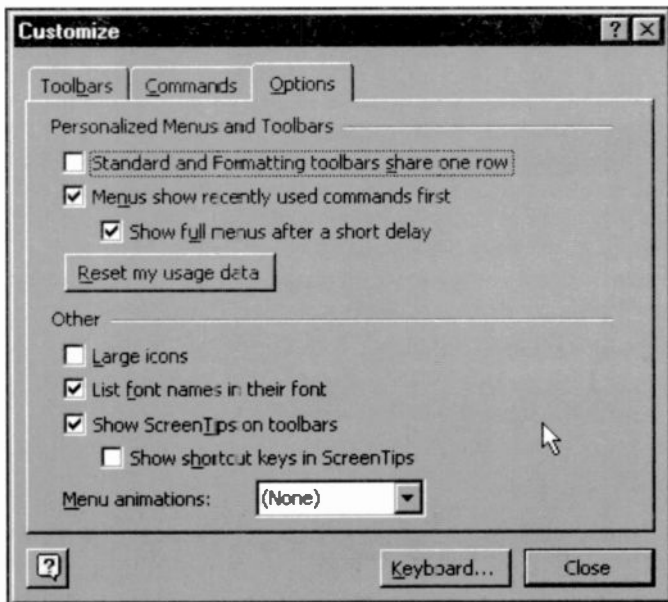 Customize
Toolbars Commands Options
Personalized Menus and Toolbars
Standard and Formatting toolbars share one row
Menus show recently used commands first
Show full menus after a short delay
Reset my usage data
Other
Large icons
List font names in their font
Show ScreenTips on toolbars
Show shortcut keys in ScreenTips
Menu animations: (None)
Keyboard... Close